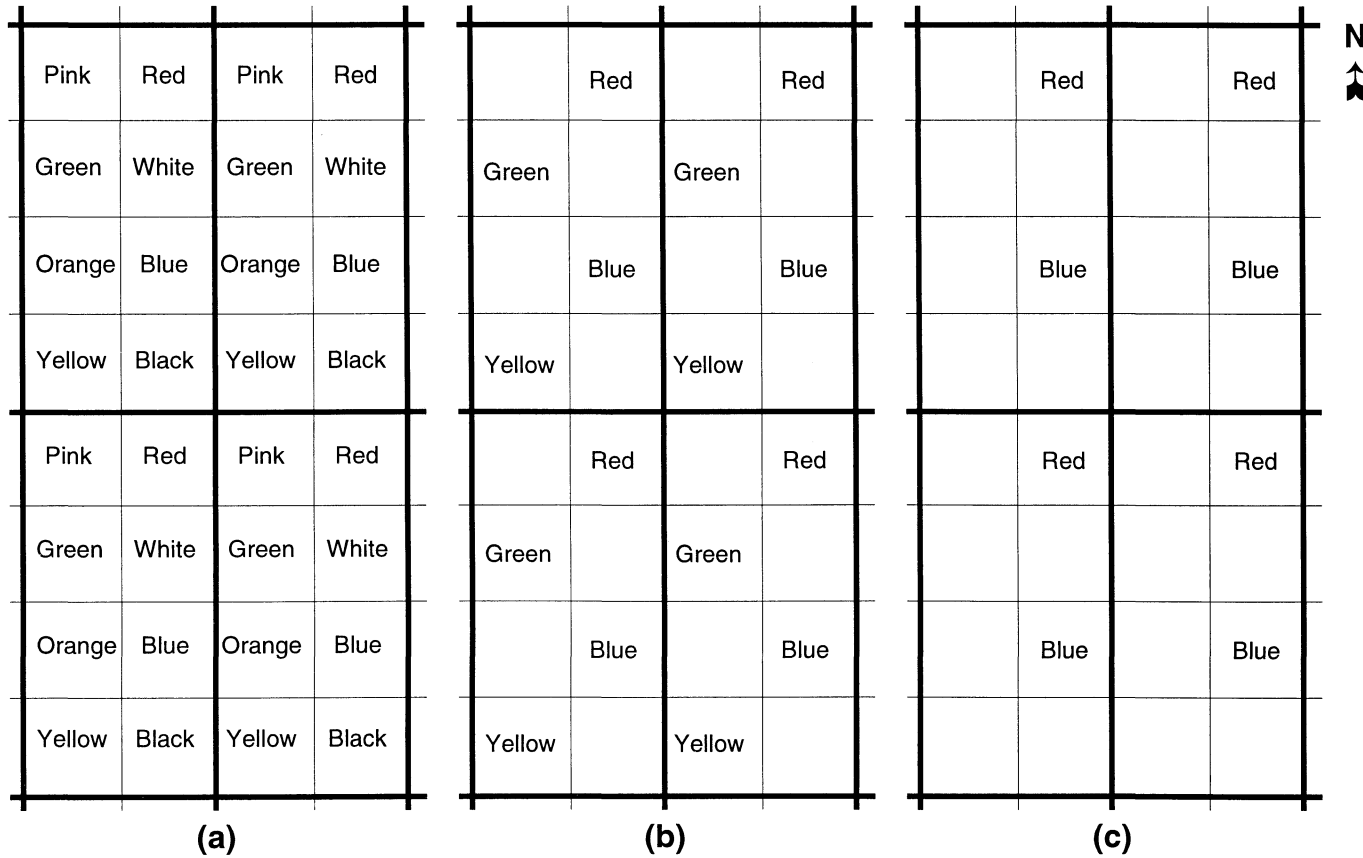 Pink Red Pink Red
Green White Green White
Orange Blue Orange Blue
Yellow Black Yellow Black
Pink Red Pink Red
Green White Green White
Orange Blue Orange Blue
Yellow Black Yellow Black
(a)
Red Red
Green Green
Blue Blue
Yellow Yellow
Red Red
Green Green
Blue Blue
Yellow Yellow
(b)
Red Red
Blue Blue
Red Red
Blue Blue
(c)
N